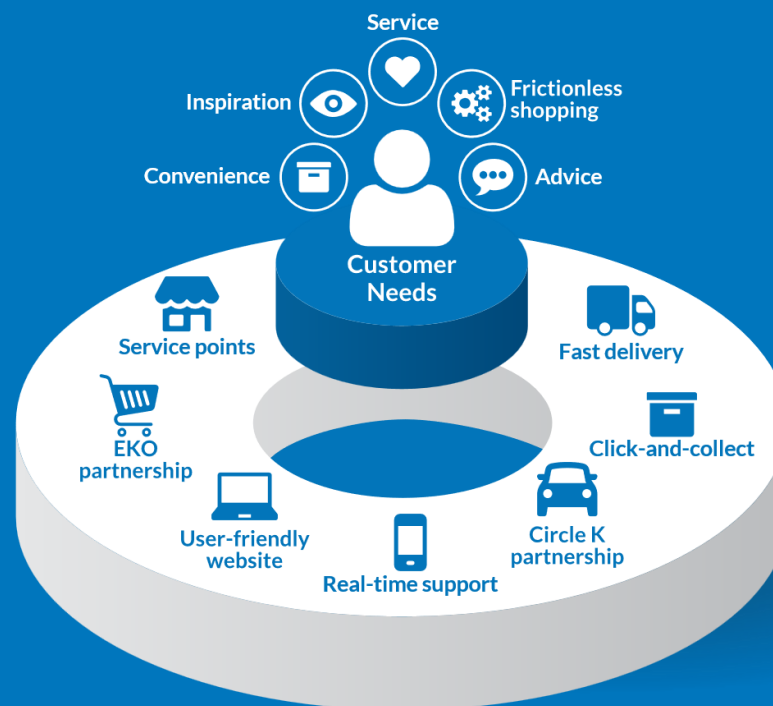 Service
Inspiration
Frictionless
shopping
Convenience
Advice
Customer
Needs
Service points
Fast delivery
EKO
partnership
Click-and-collect
User-friendly
website
Circle K
partnership
Real-time support